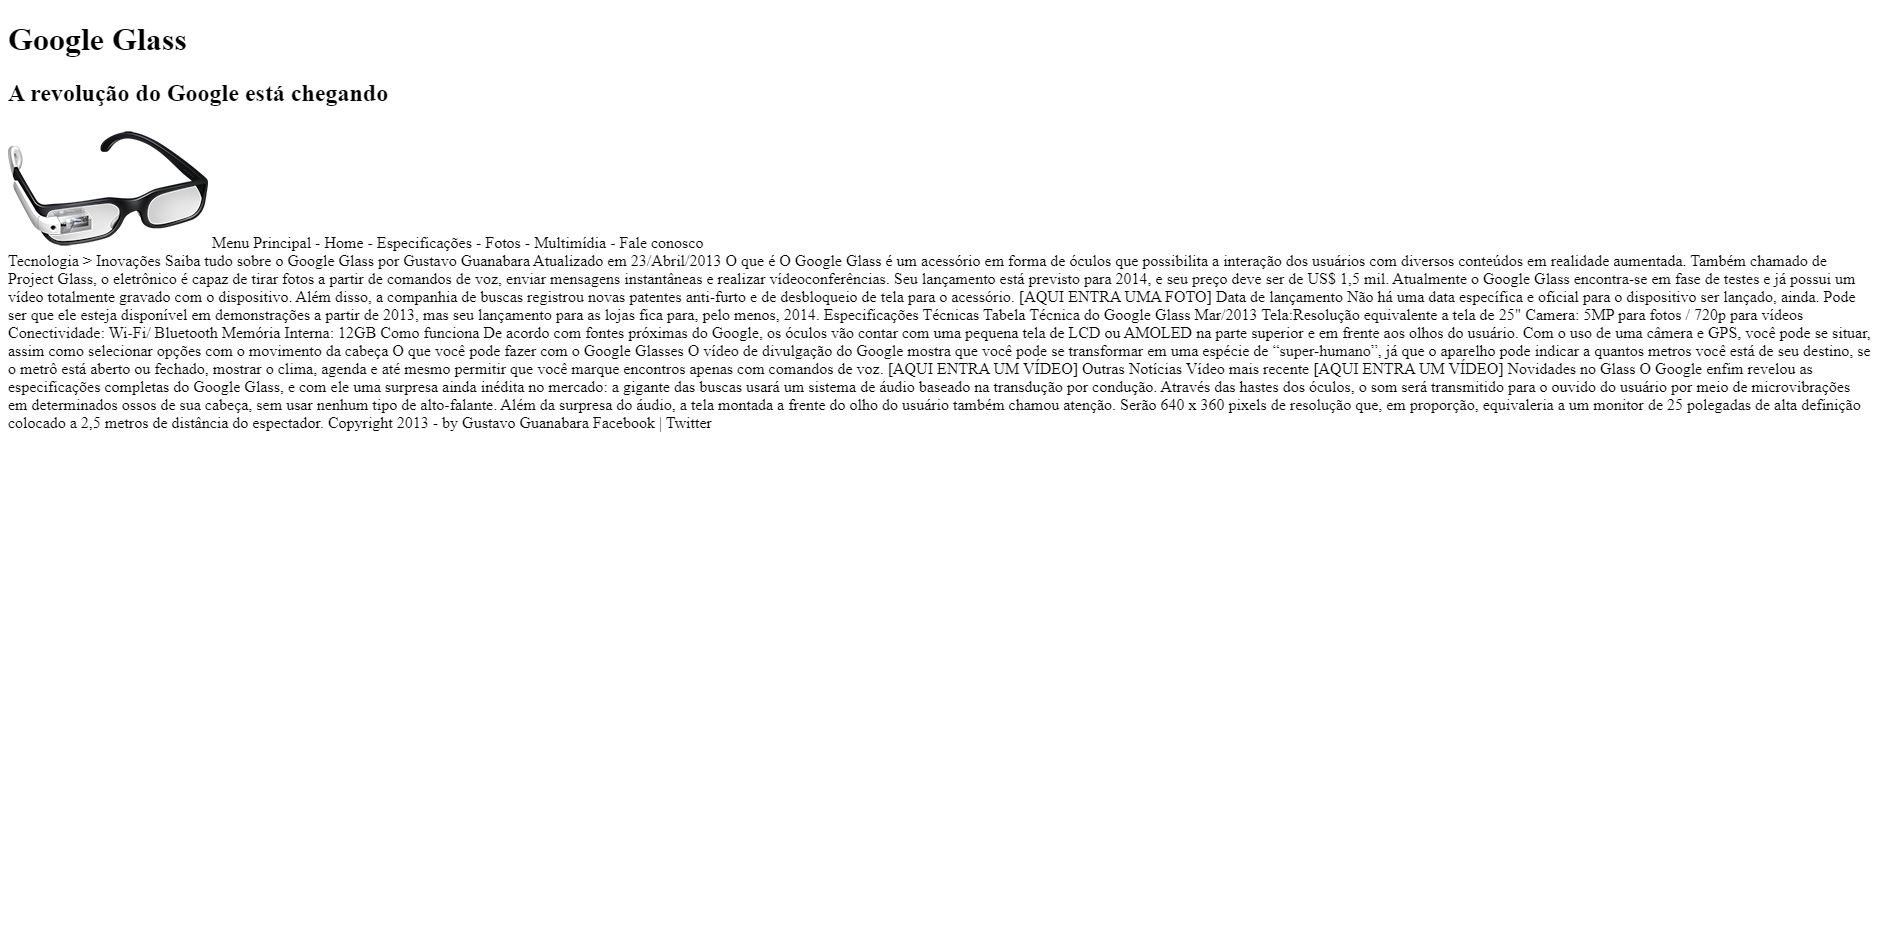 Google Glass
A revolução do Google está chegando
Menu Principal - Home - Especificações - Fotos - Multimídia - Fale conosco
Tecnologia > Inovações Saiba tudo sobre o Google Glass por Gustavo Guanabara Atualizado em 23/Abril/2013 O que é O Google Glass é um acessório em forma de óculos que possibilita a interação dos usuários com diversos conteúdos em realidade aumentada. Também chamado de
Project Glass, o eletrônico é capaz de tirar fotos a partir de comandos de voz, enviar mensagens instantâneas e realizar vídeoconferências. Seu lançamento está previsto para 2014, e seu preço deve ser de US$ 1,5 mil. Atualmente o Google Glass encontra-se em fase de testes e já possui um
vídeo totalmente gravado com o dispositivo. Além disso, a companhia de buscas registrou novas patentes anti-furto e de desbloqueio de tela para o acessório. [AQUI ENTRA UMA FOTO] Data de lançamento Não há uma data específica e oficial para o dispositivo ser lançado, ainda. Pode
ser que ele esteja disponível em demonstrações a partir de 2013, mas seu lançamento para as lojas fica para, pelo menos, 2014. Especificações Técnicas Tabela Técnica do Google Glass Mar/2013 Tela:Resolução equivalente a tela de 25" Camera: 5MP para fotos / 720p para vídeos
Conectividade: Wi-Fi/ Bluetooth Memória Interna: 12GB Como funciona De acordo com fontes próximas do Google, os óculos vão contar com uma pequena tela de LCD ou AMOLED na parte superior e em frente aos olhos do usuário. Com o uso de uma câmera e GPS, você pode se situar,
assim como selecionar opções com o movimento da cabeça O que você pode fazer com o Google Glasses O vídeo de divulgação do Google mostra que você pode se transformar em uma espécie de “super-humano”, já que o aparelho pode indicar a quantos metros você está de seu destino, se
o metrô está aberto ou fechado, mostrar o clima, agenda e até mesmo permitir que você marque encontros apenas com comandos de voz. [AQUI ENTRA UM VÍDEO] Outras Notícias Vídeo mais recente [AQUI ENTRA UM VÍDEO] Novidades no Glass O Google enfim revelou as
especificações completas do Google Glass, e com ele uma surpresa ainda inédita no mercado: a gigante das buscas usará um sistema de áudio baseado na transdução por condução. Através das hastes dos óculos, o som será transmitido para o ouvido do usuário por meio de microvibrações
em determinados ossos de sua cabeça, sem usar nenhum tipo de alto-falante. Além da surpresa do áudio, a tela montada a frente do olho do usuário também chamou atenção. Serão 640 x 360 pixels de resolução que, em proporção, equivaleria a um monitor de 25 polegadas de alta definição
colocado a 2,5 metros de distância do espectador. Copyright 2013 - by Gustavo Guanabara Facebook | Twitter